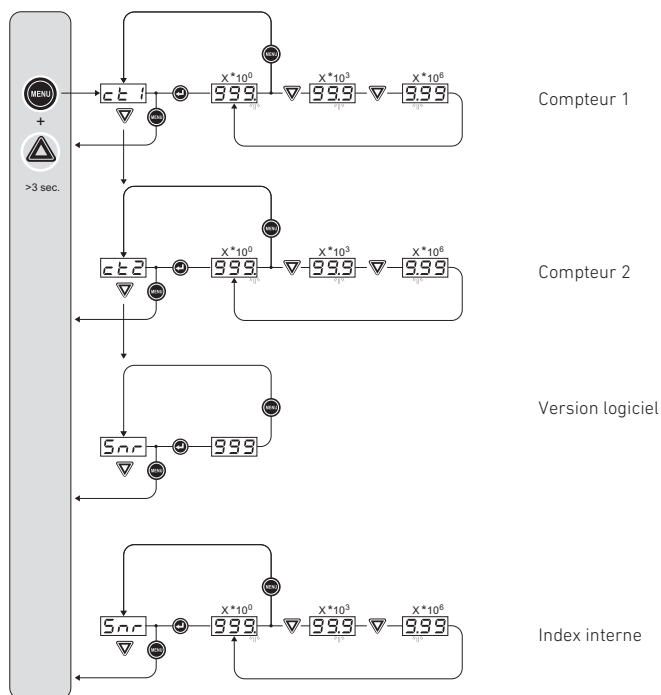 MENU
X*10⁰ X*10³ X*10⁶
MENU ct1 999. 99.9 9.99 Compteur 1
MENU
+
>3 sec.
MENU
X*10⁰ X*10³ X*10⁶
ct2 999. 99.9 9.99 Compteur 2
MENU
MENU Version logiciel
Snr 999
MENU
MENU
X*10⁰ X*10³ X*10⁶
Snr 999. 99.9 9.99 Index interne
MENU